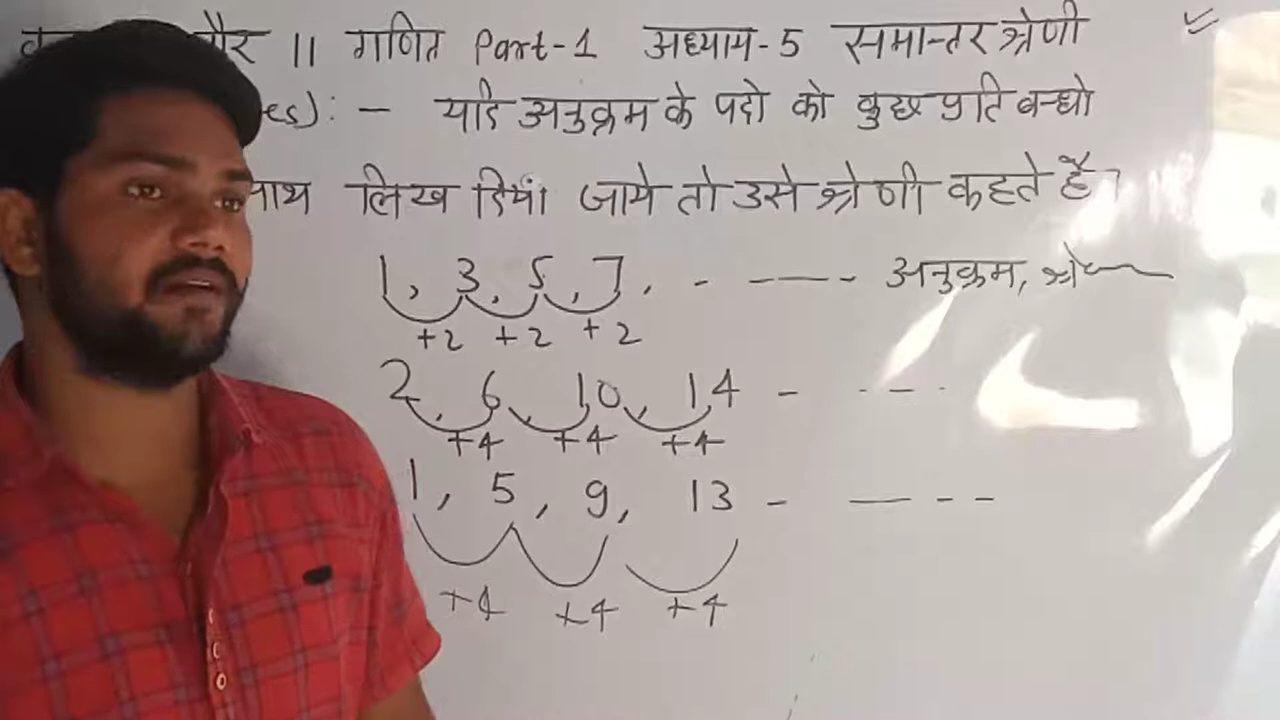 और 11 गणित Part-1 अध्याय-5 समान्तर श्रेणी
es): - यदि अनुक्रम के पदो को कुछ प्रति बन्धो
साथ लिख दिया जाये तो उसे श्रेणी कहते है।
1, 3, 5, 7, - ---- अनुक्रम, श्रे
+2 +2 +2
2, 6, 10, 14 - - - -
+4 +4 +4
1, 5, 9, 13 - — - -
+4 +4 +4